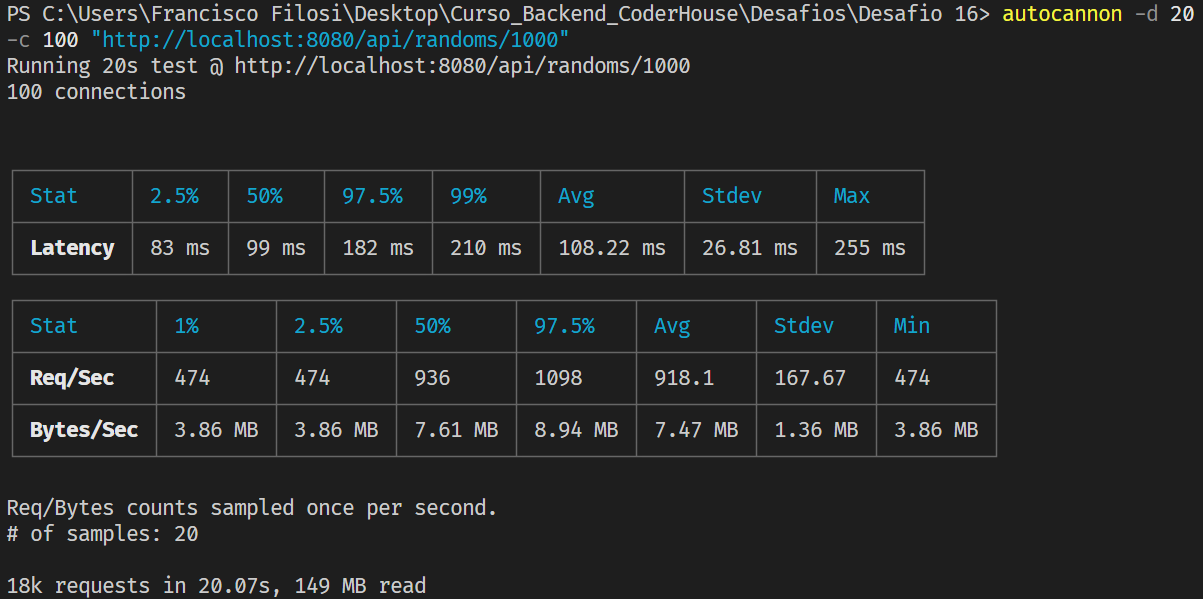 PS C:\Users\Francisco Filosi\Desktop\Curso_Backend_CoderHouse\Desafios\Desafio 16> autocannon -d 20
-c 100 "http://localhost:8080/api/randoms/1000"
Running 20s test @ http://localhost:8080/api/randoms/1000
100 connections
Stat 2.5% 50% 97.5% 99% Avg Stdev Max
Latency 83 ms 99 ms 182 ms 210 ms 108.22 ms 26.81 ms 255 ms
Stat 1% 2.5% 50% 97.5% Avg Stdev Min
Req/Sec 474 474 936 1098 918.1 167.67 474
Bytes/Sec 3.86 MB 3.86 MB 7.61 MB 8.94 MB 7.47 MB 1.36 MB 3.86 MB
Req/Bytes counts sampled once per second.
# of samples: 20
18k requests in 20.07s, 149 MB read